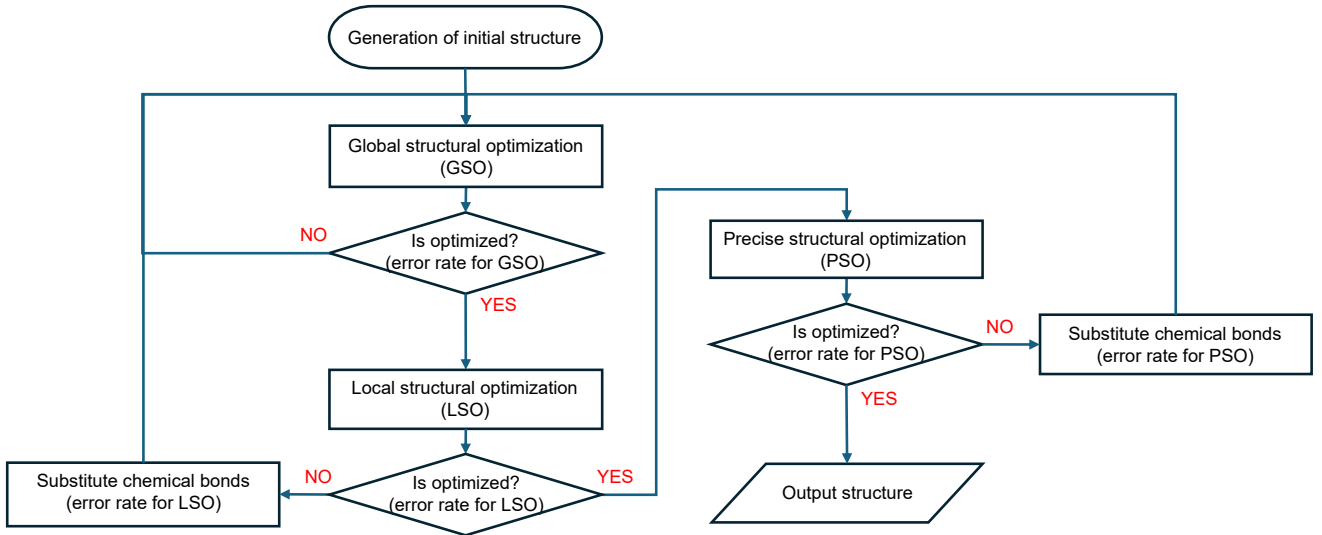 Generation of initial structure
Global structural optimization
(GSO)
NO
Is optimized?
(error rate for GSO)
YES
Local structural optimization
(LSO)
NO
Is optimized?
(error rate for LSO)
YES
Substitute chemical bonds
(error rate for LSO)
Precise structural optimization
(PSO)
Is optimized?
(error rate for PSO)
NO
Substitute chemical bonds
(error rate for PSO)
YES
Output structure